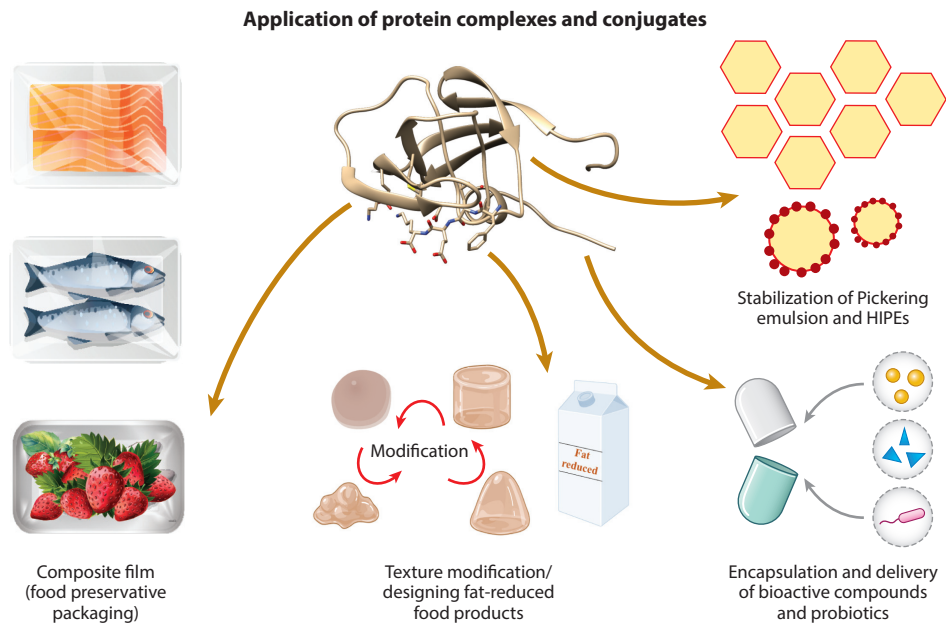 Application of protein complexes and conjugates
Stabilization of Pickering
emulsion and HIPEs
Modification
Fat
reduced
Composite film
(food preservative
packaging)
Texture modification/
designing fat-reduced
food products
Encapsulation and delivery
of bioactive compounds
and probiotics